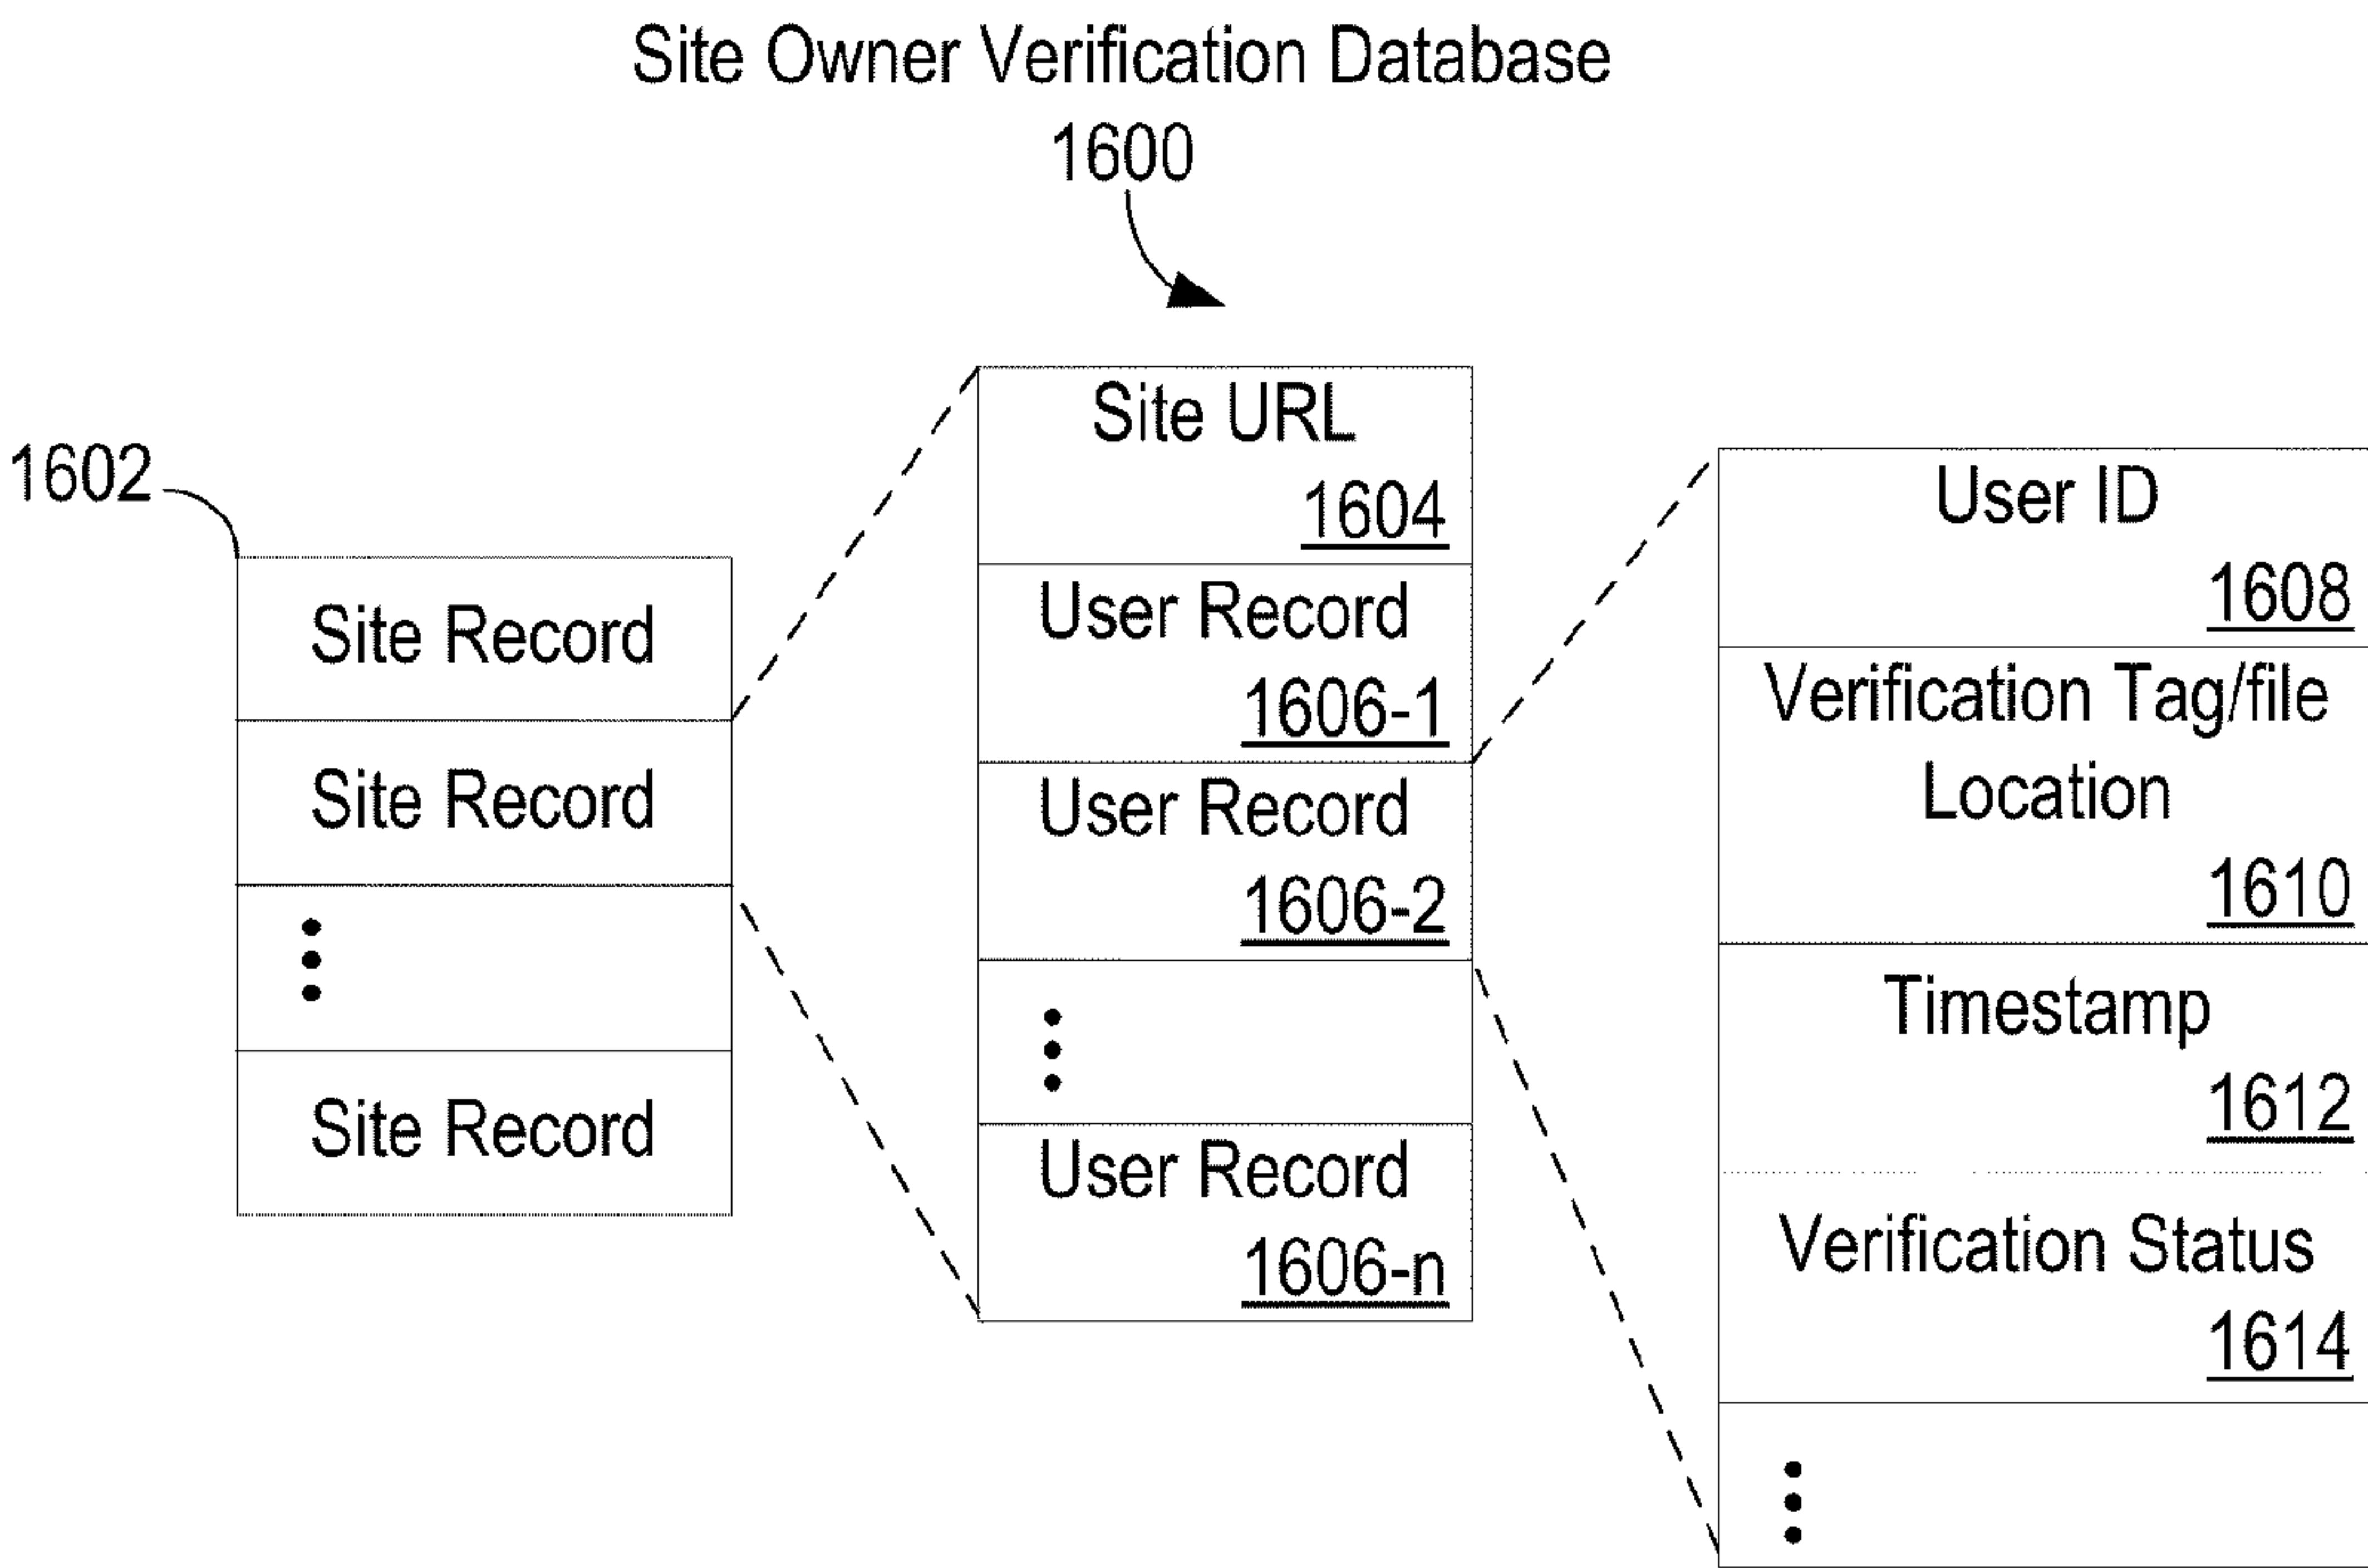 Site Owner Verification Database
1600
1602
Site Record
Site Record
Site Record
Site URL
1604
User Record
1606-1
User Record
1606-2
User Record
1606-n
User ID
1608
Verification Tag/file
Location
1610
Timestamp
1612
Verification Status
1614